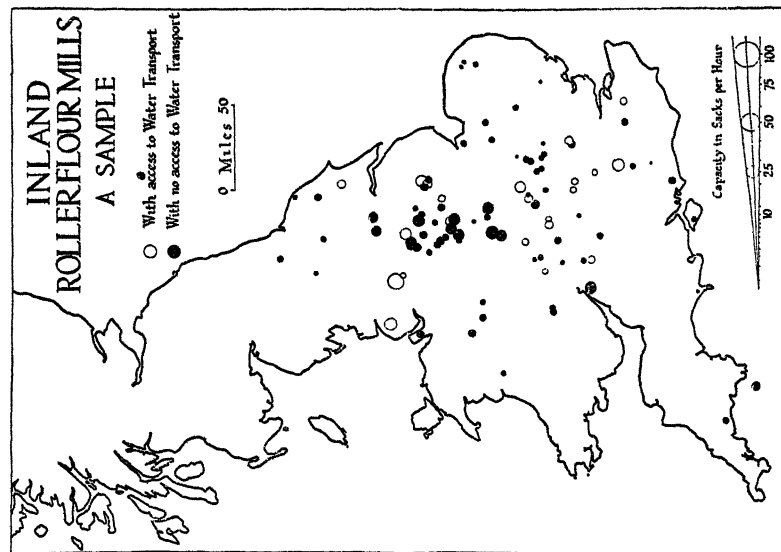 INLAND
ROLLER FLOUR MILLS
A SAMPLE
With access to Water Transport
With no access to Water Transport
0 Miles 50
Capacity in Sacks per Hour
10 25 50 75 100